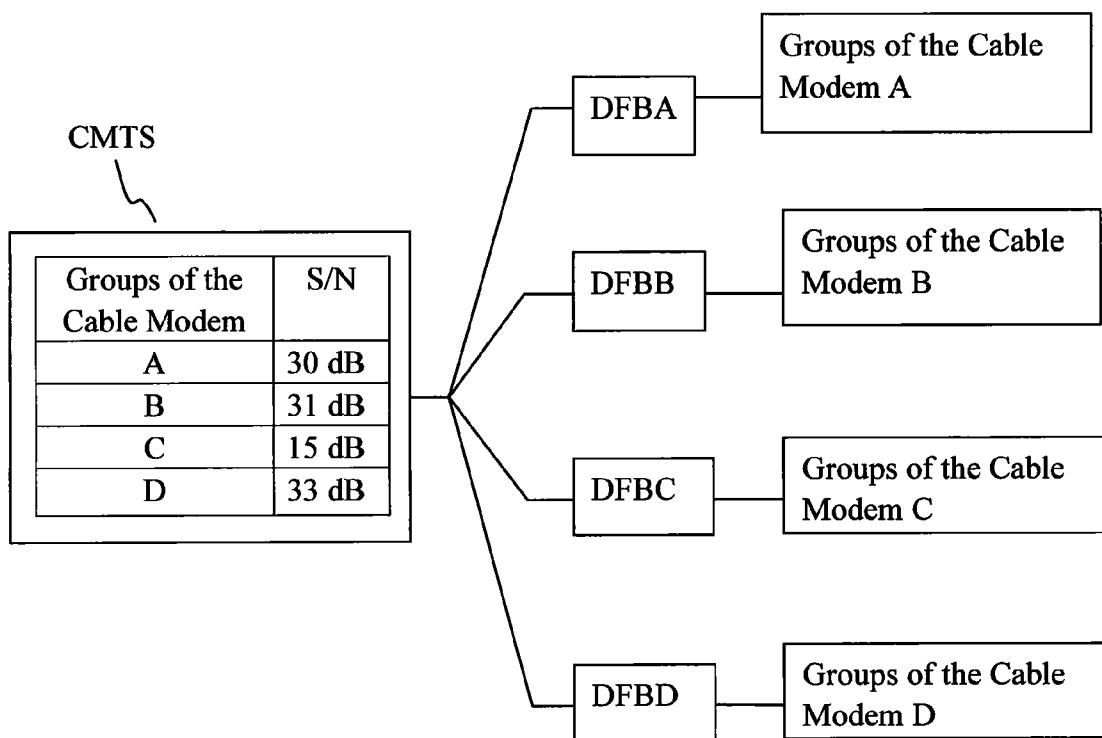 CMTS
Groups of the
Cable Modem
S/N
A
30 dB
B
31 dB
C
15 dB
D
33 dB
DFBA
Groups of the Cable
Modem A
DFBB
Groups of the Cable
Modem B
DFBC
Groups of the Cable
Modem C
DFBD
Groups of the Cable
Modem D